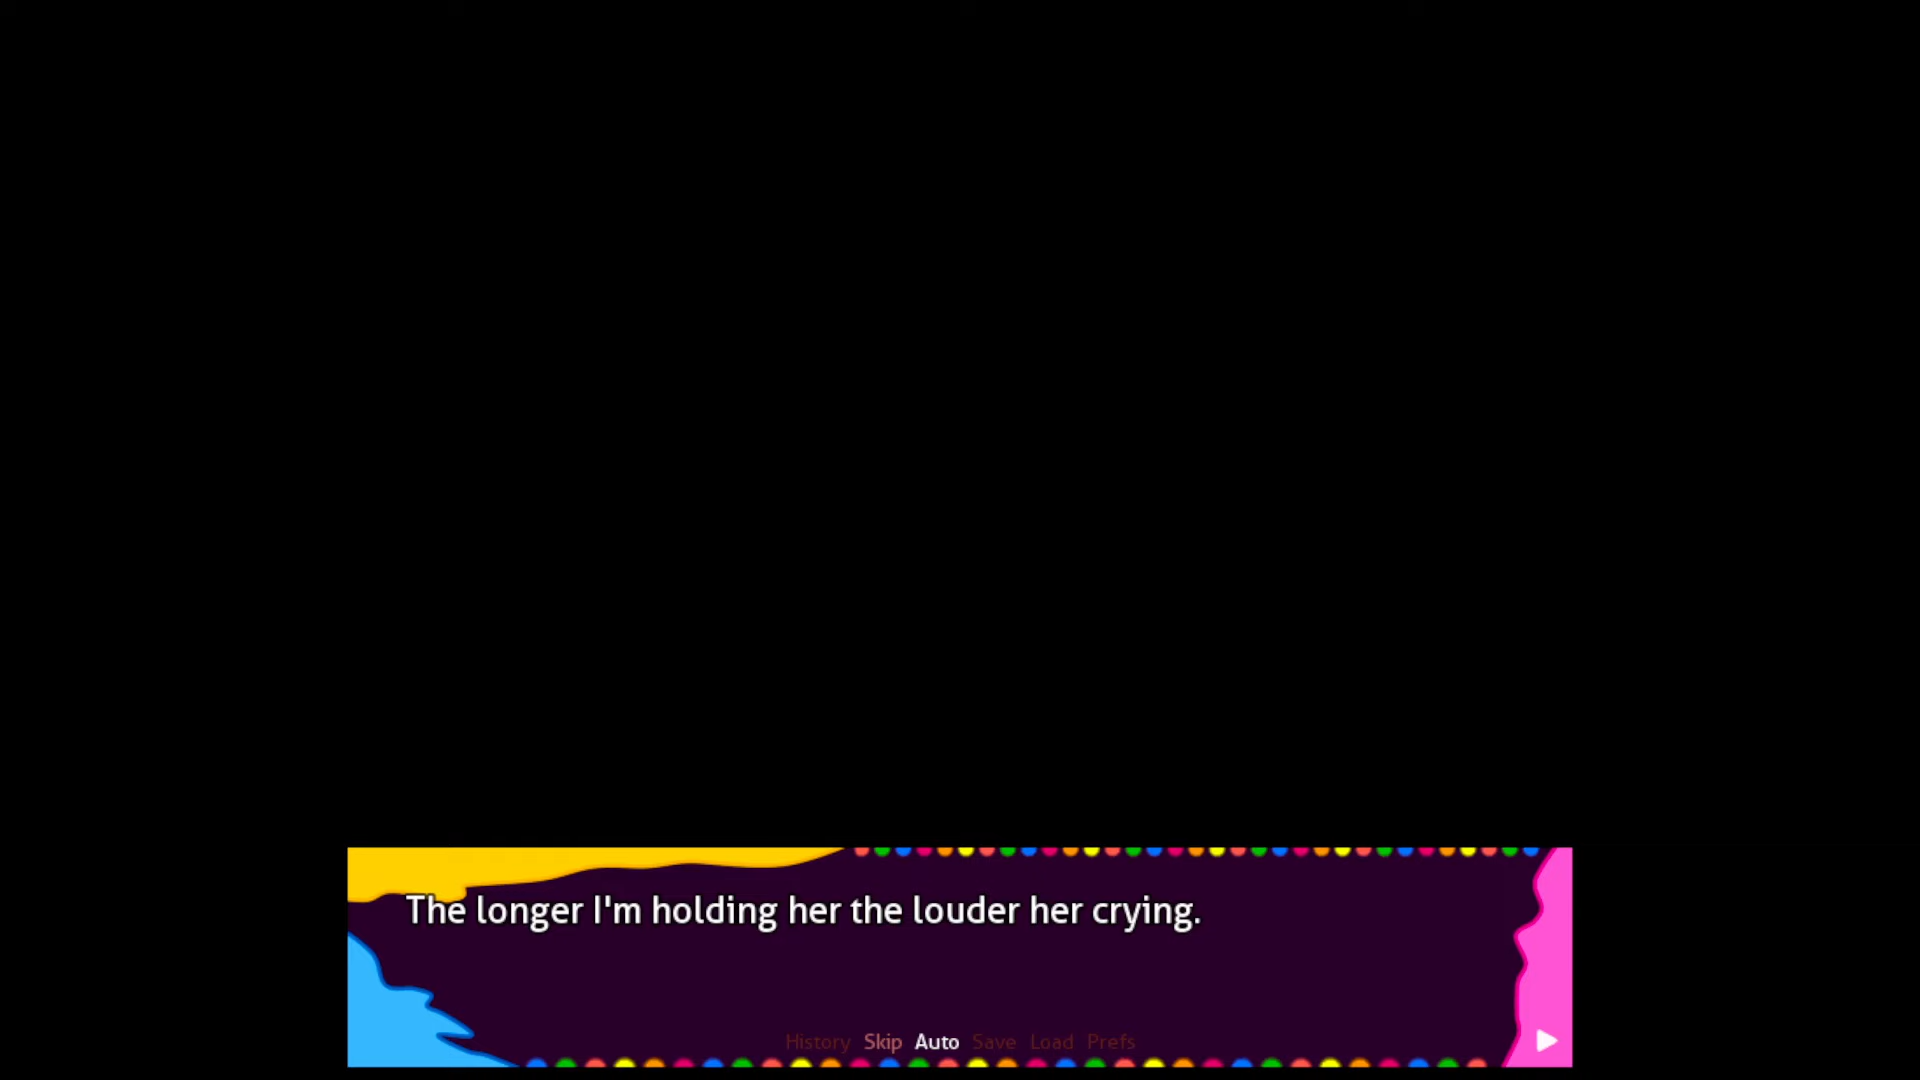 The longer I'm holding her the louder her crying.
History Skip Auto Save Load Prefs